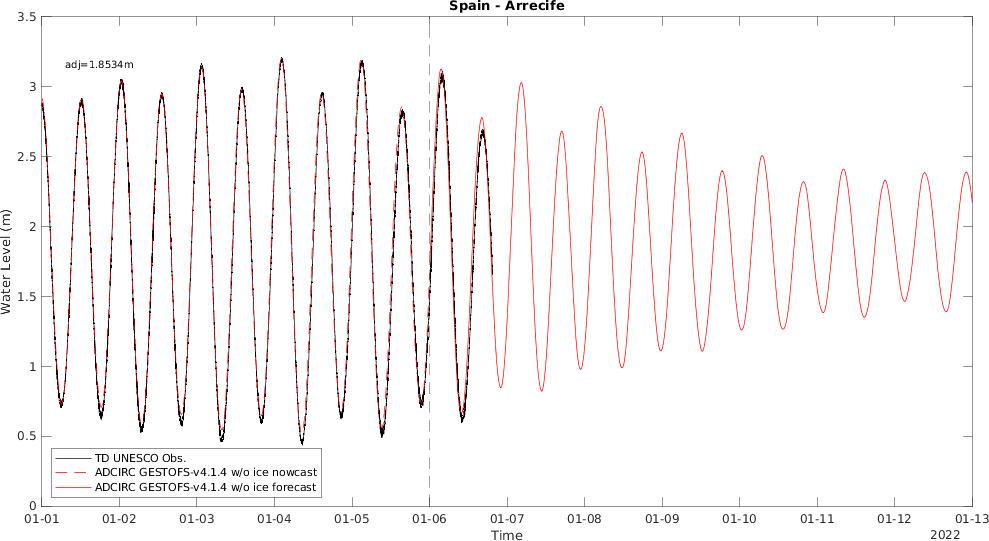 Spain - Arrecife
adj=1.8534m
Water Level (m)
3.5
3
2.5
2
1.5
1
0.5
0
TD UNESCO Obs.
ADCIRC GESTOFS-v4.1.4 w/o ice nowcast
ADCIRC GESTOFS-v4.1.4 w/o ice forecast
01-01 01-02 01-03 01-04 01-05 01-06 01-07 01-08 01-09 01-10 01-11 01-12 01-13
Time
2022